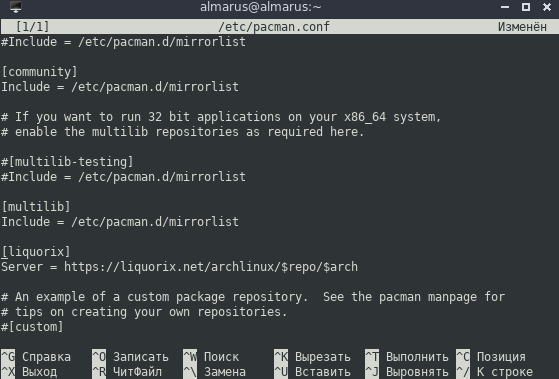 almarus@almarus:~
[1/1] /etc/pacman.conf Изменён
#Include = /etc/pacman.d/mirrorlist
[community]
Include = /etc/pacman.d/mirrorlist
# If you want to run 32 bit applications on your x86_64 system,
# enable the multilib repositories as required here.
#[multilib-testing]
#Include = /etc/pacman.d/mirrorlist
[multilib]
Include = /etc/pacman.d/mirrorlist
[liquorix]
Server = https://liquorix.net/archlinux/$repo/$arch
# An example of a custom package repository.  See the pacman manpage for
# tips on creating your own repositories.
#[custom]
^G Справка ^O Записать ^W Поиск ^K Вырезать ^T Выполнить ^C Позиция
^X Выход ^R ЧитФайл ^\ Замена ^U Вставить ^J Выровнять ^/ К строке